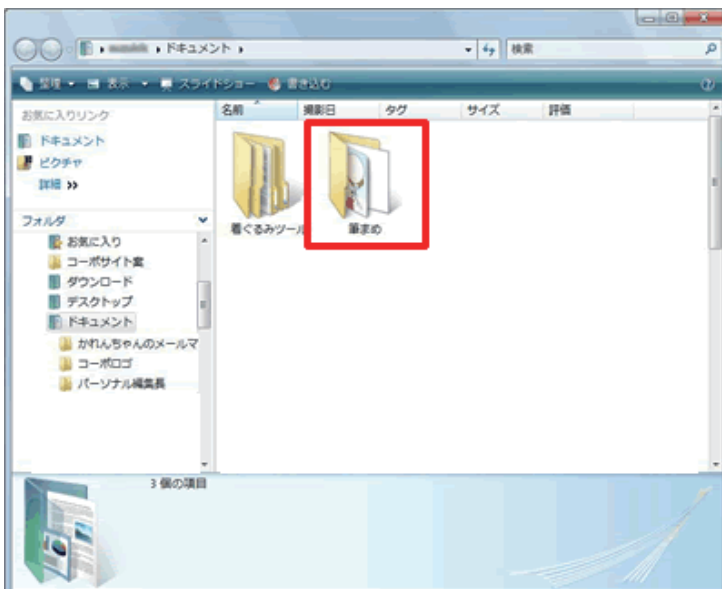 ドキュメント
検索
整理 表示 スライドショー 書き込む
お気に入りリンク
ドキュメント
ピクチャ
詳細 >>
フォルダ
お気に入り
コーポサイト案
ダウンロード
デスクトップ
ドキュメント
かれんちゃんのメールマ
コーポロゴ
パーソナル編集長
名前 撮影日 タグ サイズ 評価
着ぐるみツール
筆まめ
3 個の項目